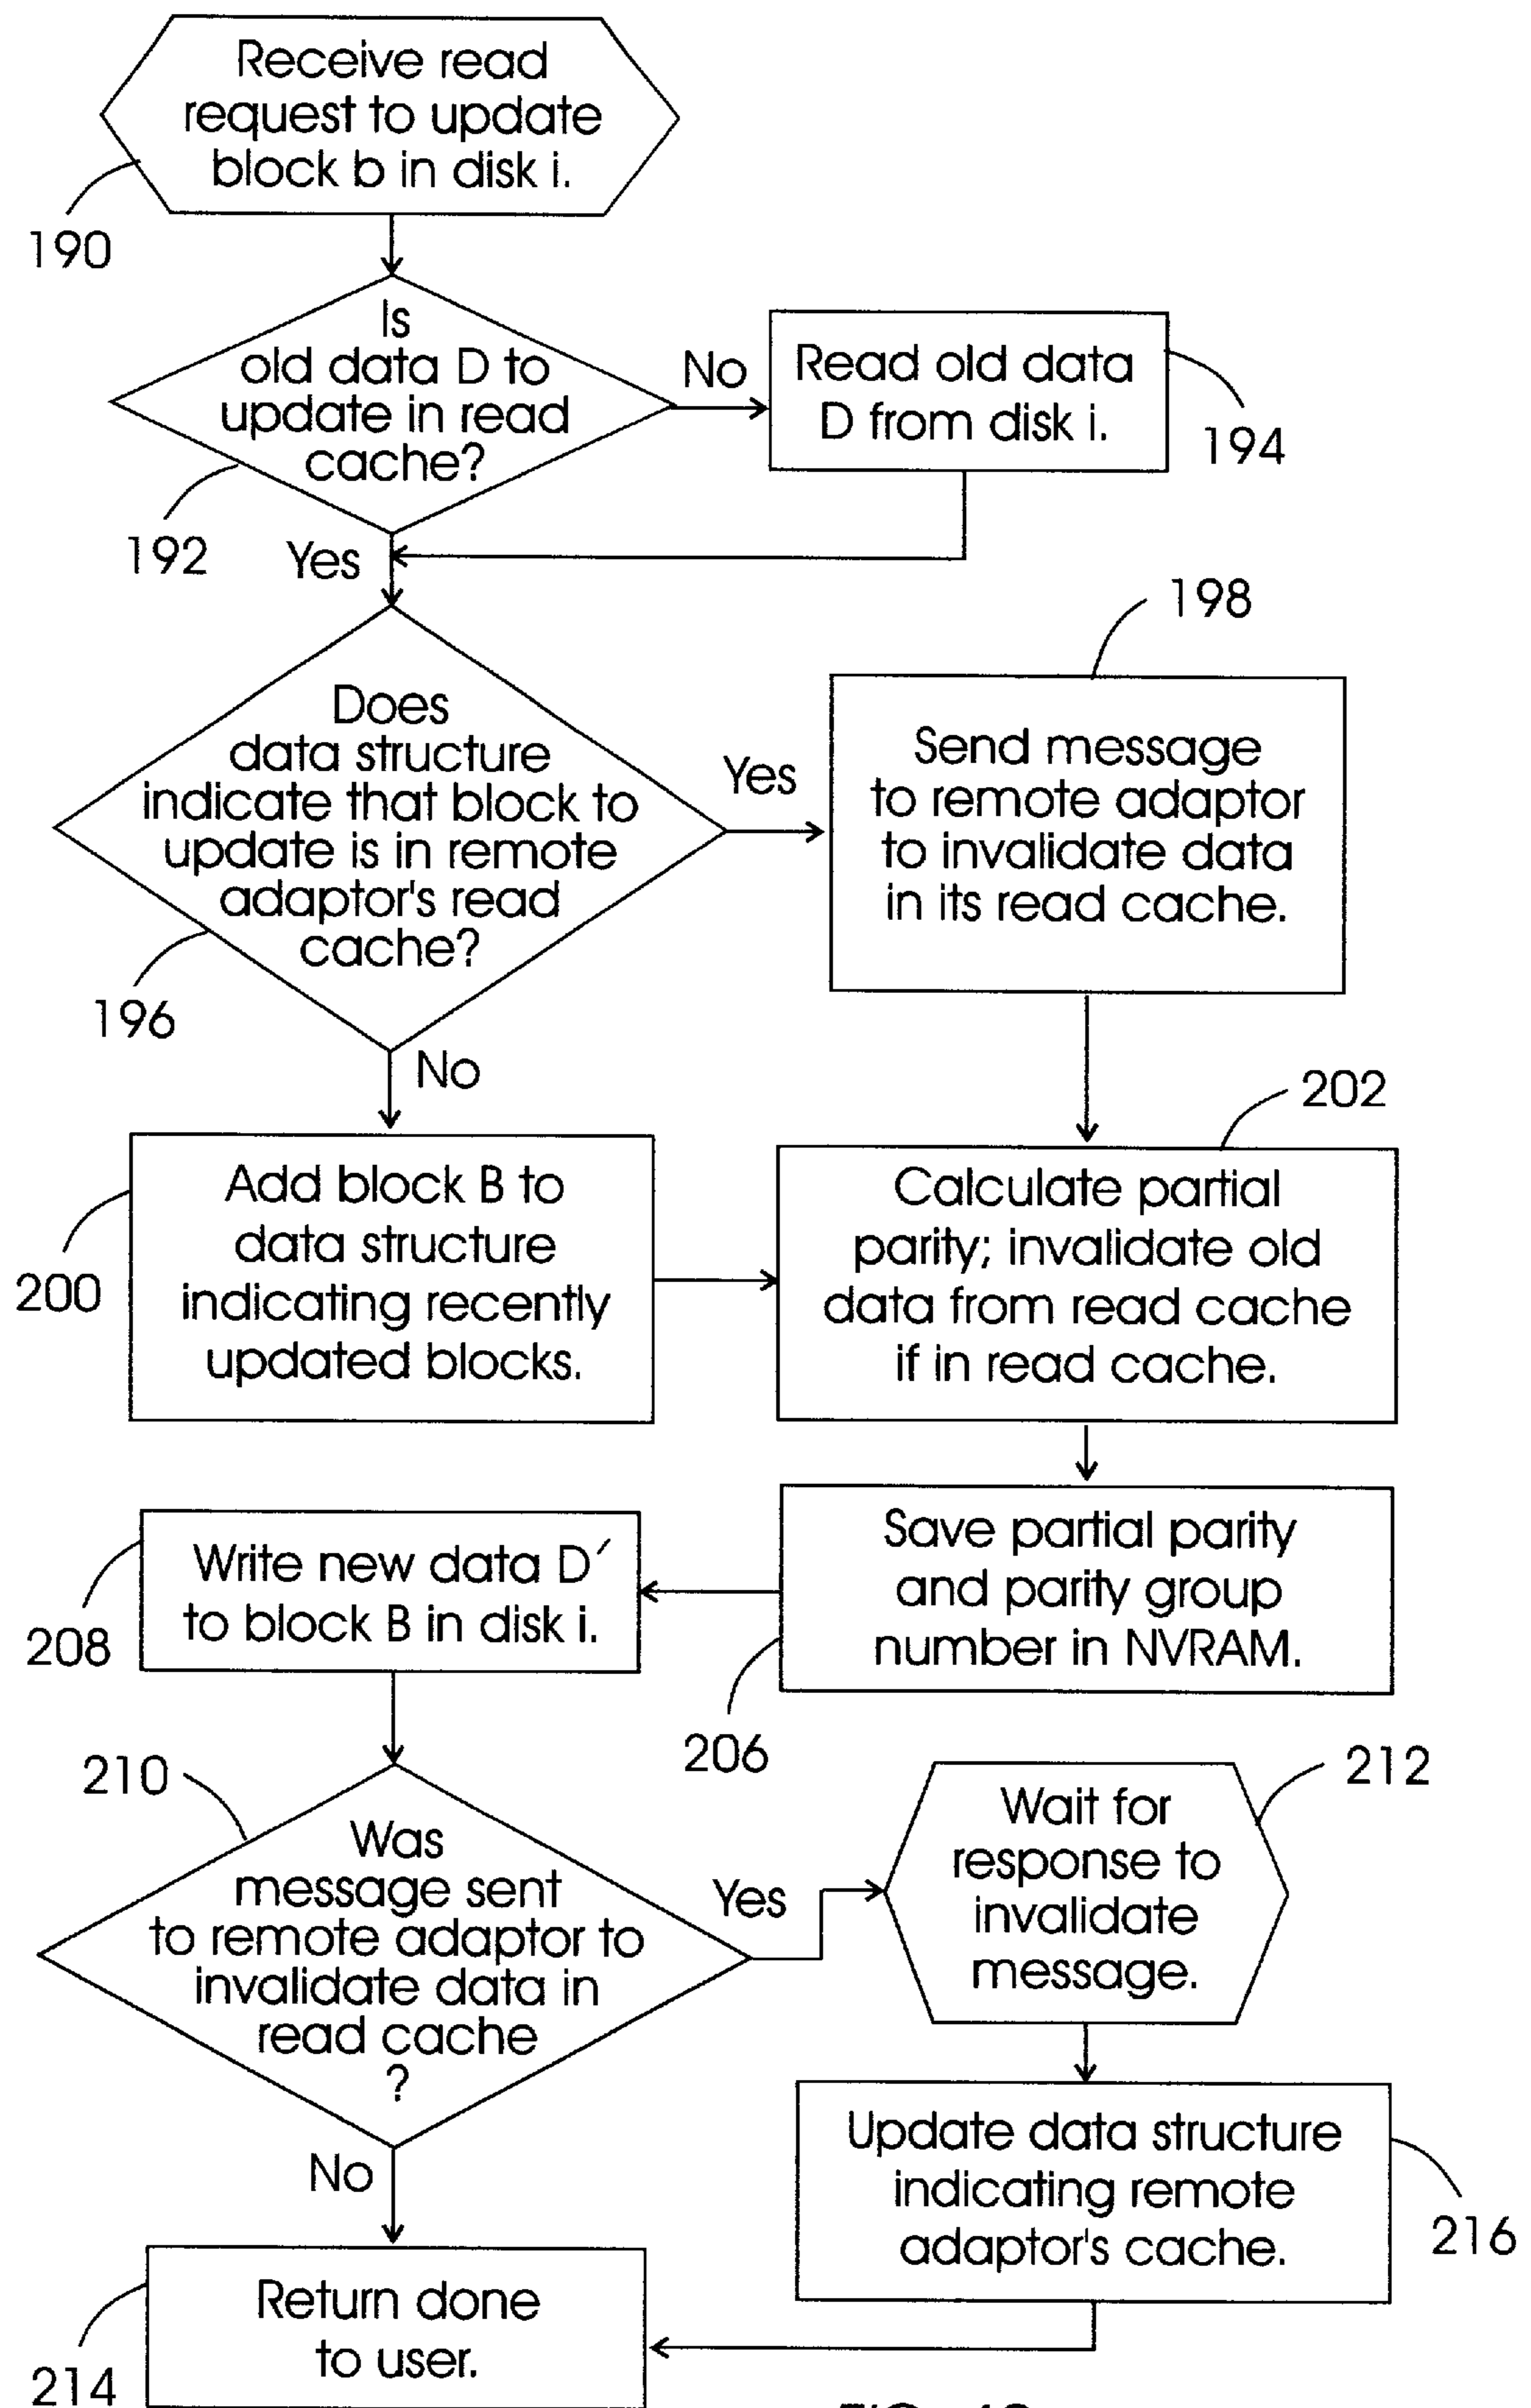 Receive read
request to update
block b in disk i.
190
Is
old data D to
update in read
cache?
192
No
Read old data
D from disk i.
194
Yes
198
Does
data structure
indicate that block to
update is in remote
adaptor's read
cache?
196
Yes
Send message
to remote adaptor
to invalidate data
in its read cache.
No
202
Add block B to
data structure
indicating recently
updated blocks.
200
Calculate partial
parity; invalidate old
data from read cache
if in read cache.
Save partial parity
and parity group
number in NVRAM.
206
Write new data D′
to block B in disk i.
208
210
Was
message sent
to remote adaptor to
invalidate data in
read cache
?
Yes
212
Wait for
response to
invalidate
message.
No
Update data structure
indicating remote
adaptor's cache.
216
Return done
to user.
214